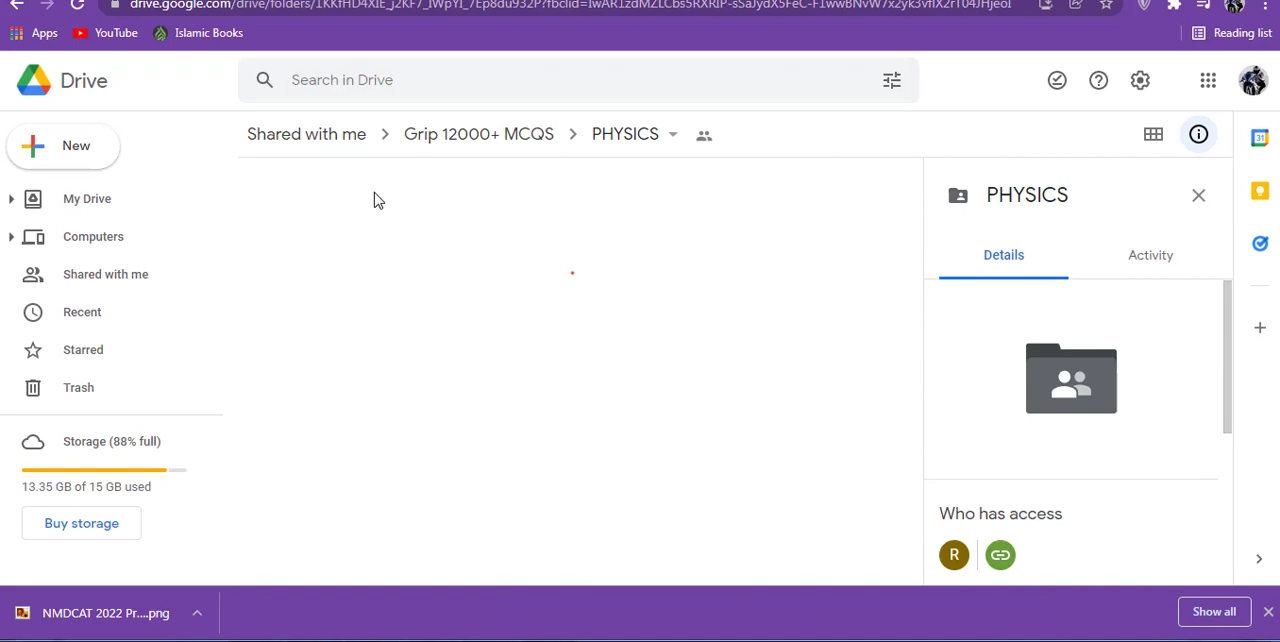 Apps
YouTube
Islamic Books
Reading list
Drive
Search in Drive
New
Shared with me > Grip 12000+ MCQS > PHYSICS
My Drive
Computers
Shared with me
Recent
Starred
Trash
Storage (88% full)
13.35 GB of 15 GB used
Buy storage
PHYSICS
Details
Activity
Who has access
R
31
NMDCAT 2022 Pr....png
Show all